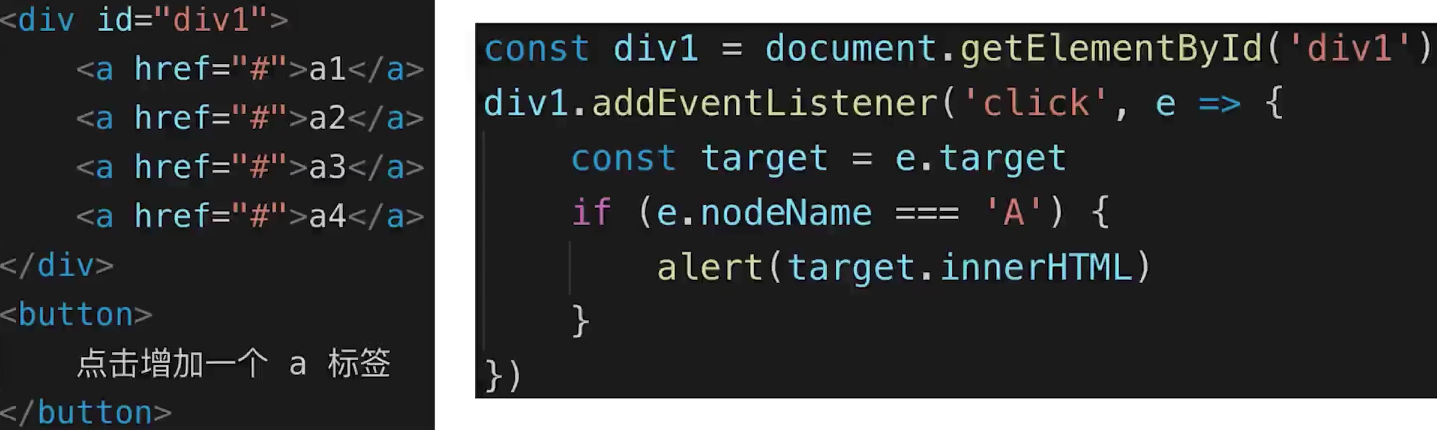 <div id="div1">
    <a href="#">a1</a>
    <a href="#">a2</a>
    <a href="#">a3</a>
    <a href="#">a4</a>
</div>
<button>
    点击增加一个 a 标签
</button>
const div1 = document.getElementById('div1')
div1.addEventListener('click', e => {
    const target = e.target
    if (e.nodeName === 'A') {
        alert(target.innerHTML)
    }
})